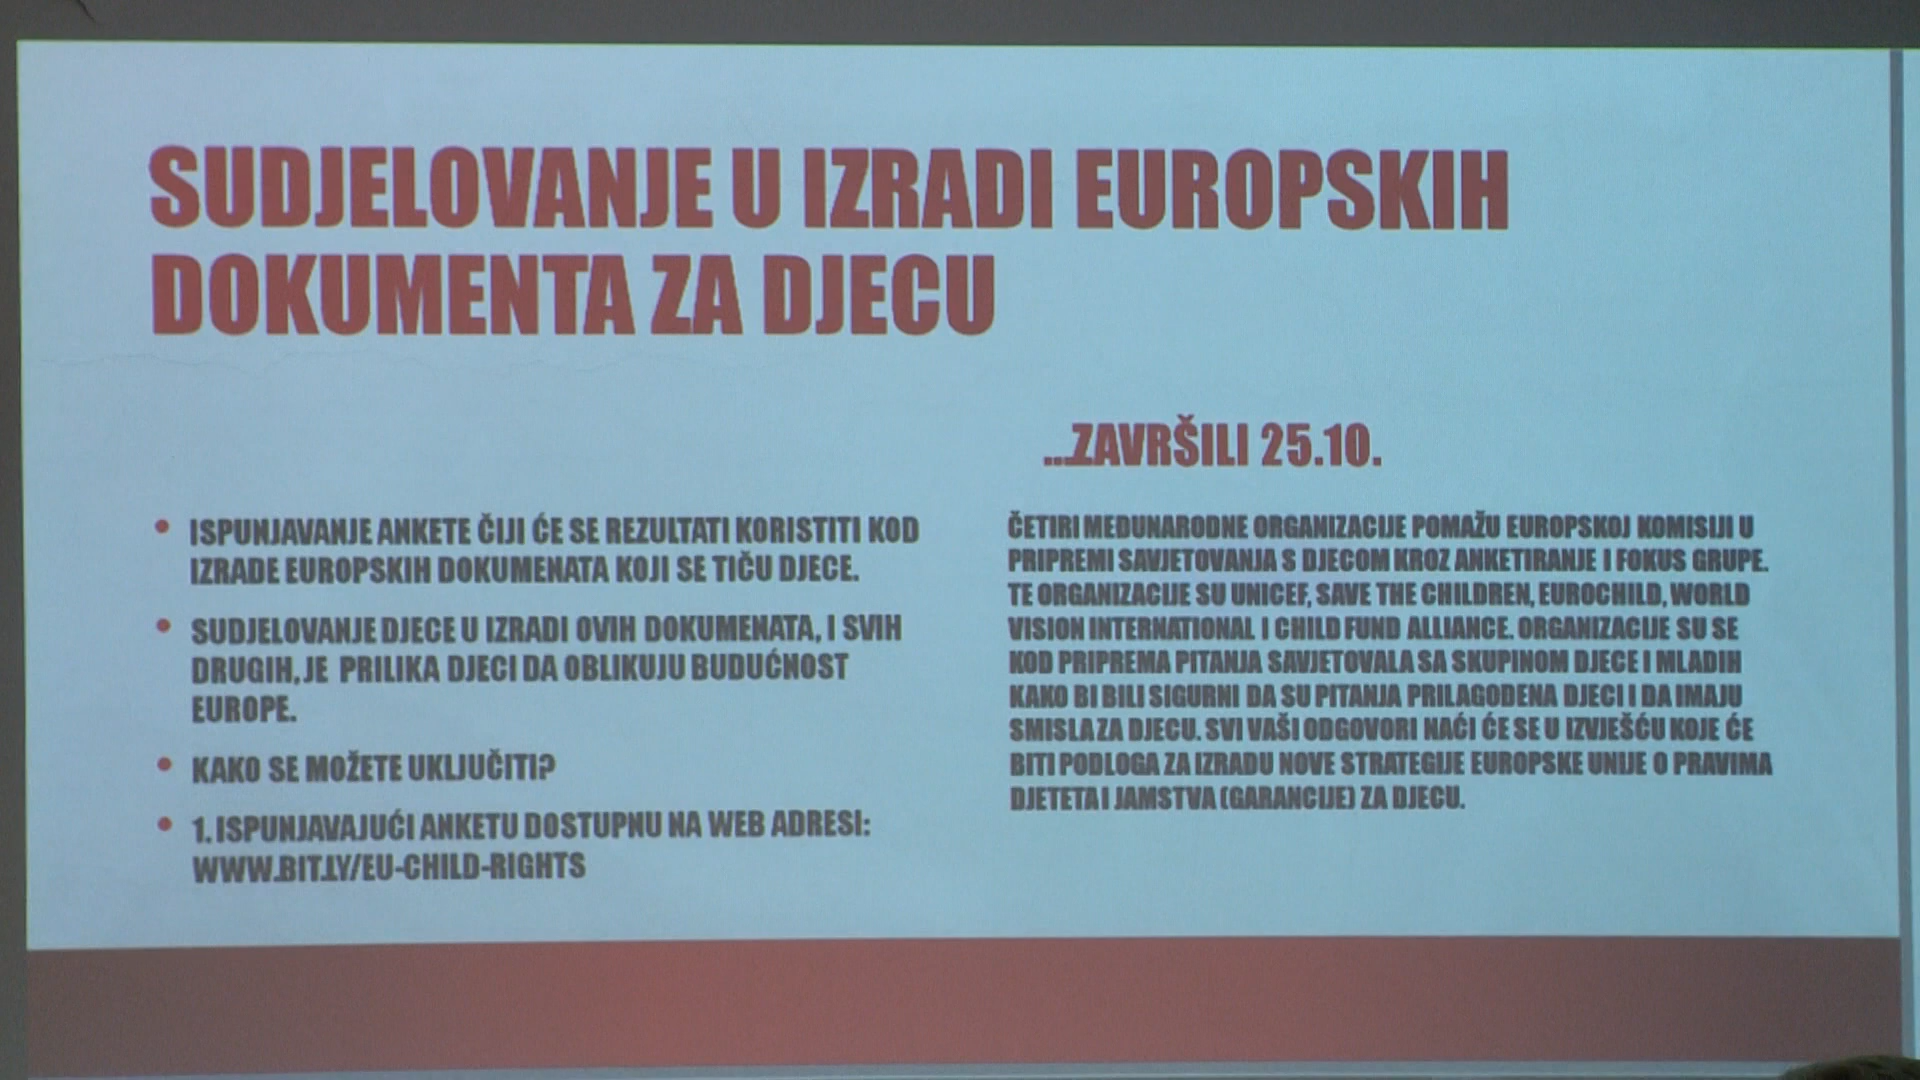 SUDJELOVANJE U IZRADI EUROPSKIH
DOKUMENTA ZA DJECU
• ISPUNJAVANJE ANKETE ČIJI ĆE SE REZULTATI KORISTITI KOD
IZRADE EUROPSKIH DOKUMENATA KOJI SE TIČU DJECE.
• SUDJELOVANJE DJECE U IZRADI OVIH DOKUMENATA, I SVIH
DRUGIH, JE PRILIKA DJECI DA OBLIKUJU BUDUĆNOST
EUROPE.
• KAKO SE MOŽETE UKLJUČITI?
• 1. ISPUNJAVAJUĆI ANKETU DOSTUPNU NA WEB ADRESI:
WWW.BIT.LY/EU-CHILD-RIGHTS
...ZAVRŠILI 25.10.
ČETIRI MEĐUNARODNE ORGANIZACIJE POMAŽU EUROPSKOJ KOMISIJI U
PRIPREMI SAVJETOVANJA S DJECOM KROZ ANKETIRANJE I FOKUS GRUPE.
TE ORGANIZACIJE SU UNICEF, SAVE THE CHILDREN, EUROCHILD, WORLD
VISION INTERNATIONAL I CHILD FUND ALLIANCE. ORGANIZACIJE SU SE
KOD PRIPREMA PITANJA SAVJETOVALA SA SKUPINOM DJECE I MLADIH
KAKO BI BILI SIGURNI DA SU PITANJA PRILAGOĐENA DJECI I DA IMAJU
SMISLA ZA DJECU. SVI VAŠI ODGOVORI NAĆI ĆE SE U IZVJEŠĆU KOJE ĆE
BITI PODLOGA ZA IZRADU NOVE STRATEGIJE EUROPSKE UNIJE O PRAVIMA
DJETETA I JAMSTVA (GARANCIJE) ZA DJECU.